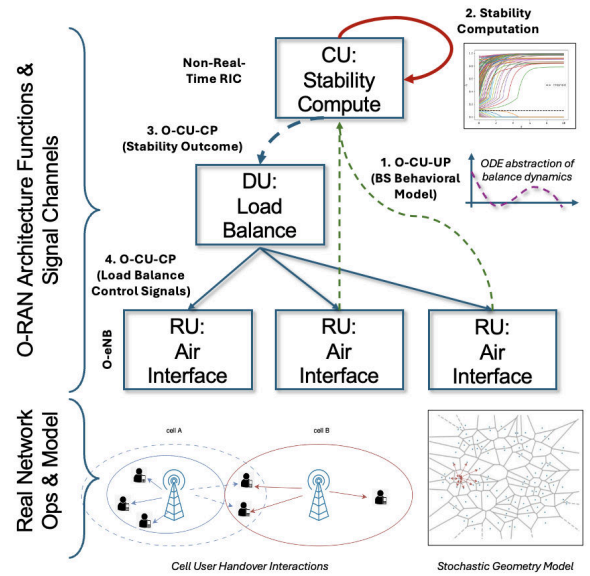 O-RAN Architecture Functions &
Signal Channels
Non-Real-
Time RIC
CU:
Stability
Compute
2. Stability
Computation
3. O-CU-CP
(Stability Outcome)
1. O-CU-UP
(BS Behavioral
Model)
ODE abstraction of
balance dynamics
DU:
Load
Balance
4. O-CU-CP
(Load Balance
Control Signals)
O-eNB
RU:
Air
Interface
RU:
Air
Interface
RU:
Air
Interface
Real Network
Ops & Model
cell A
cell B
Cell User Handover Interactions
Stochastic Geometry Model